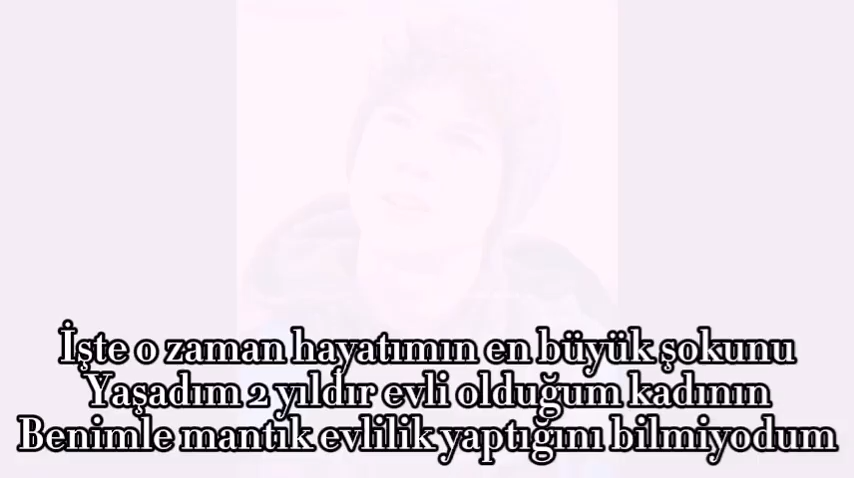 İşte o zaman hayatımın en büyük şokunu
Yaşadım 2 yıldır evli olduğum kadının
Benimle mantık evlilik yaptığını bilmiyodum